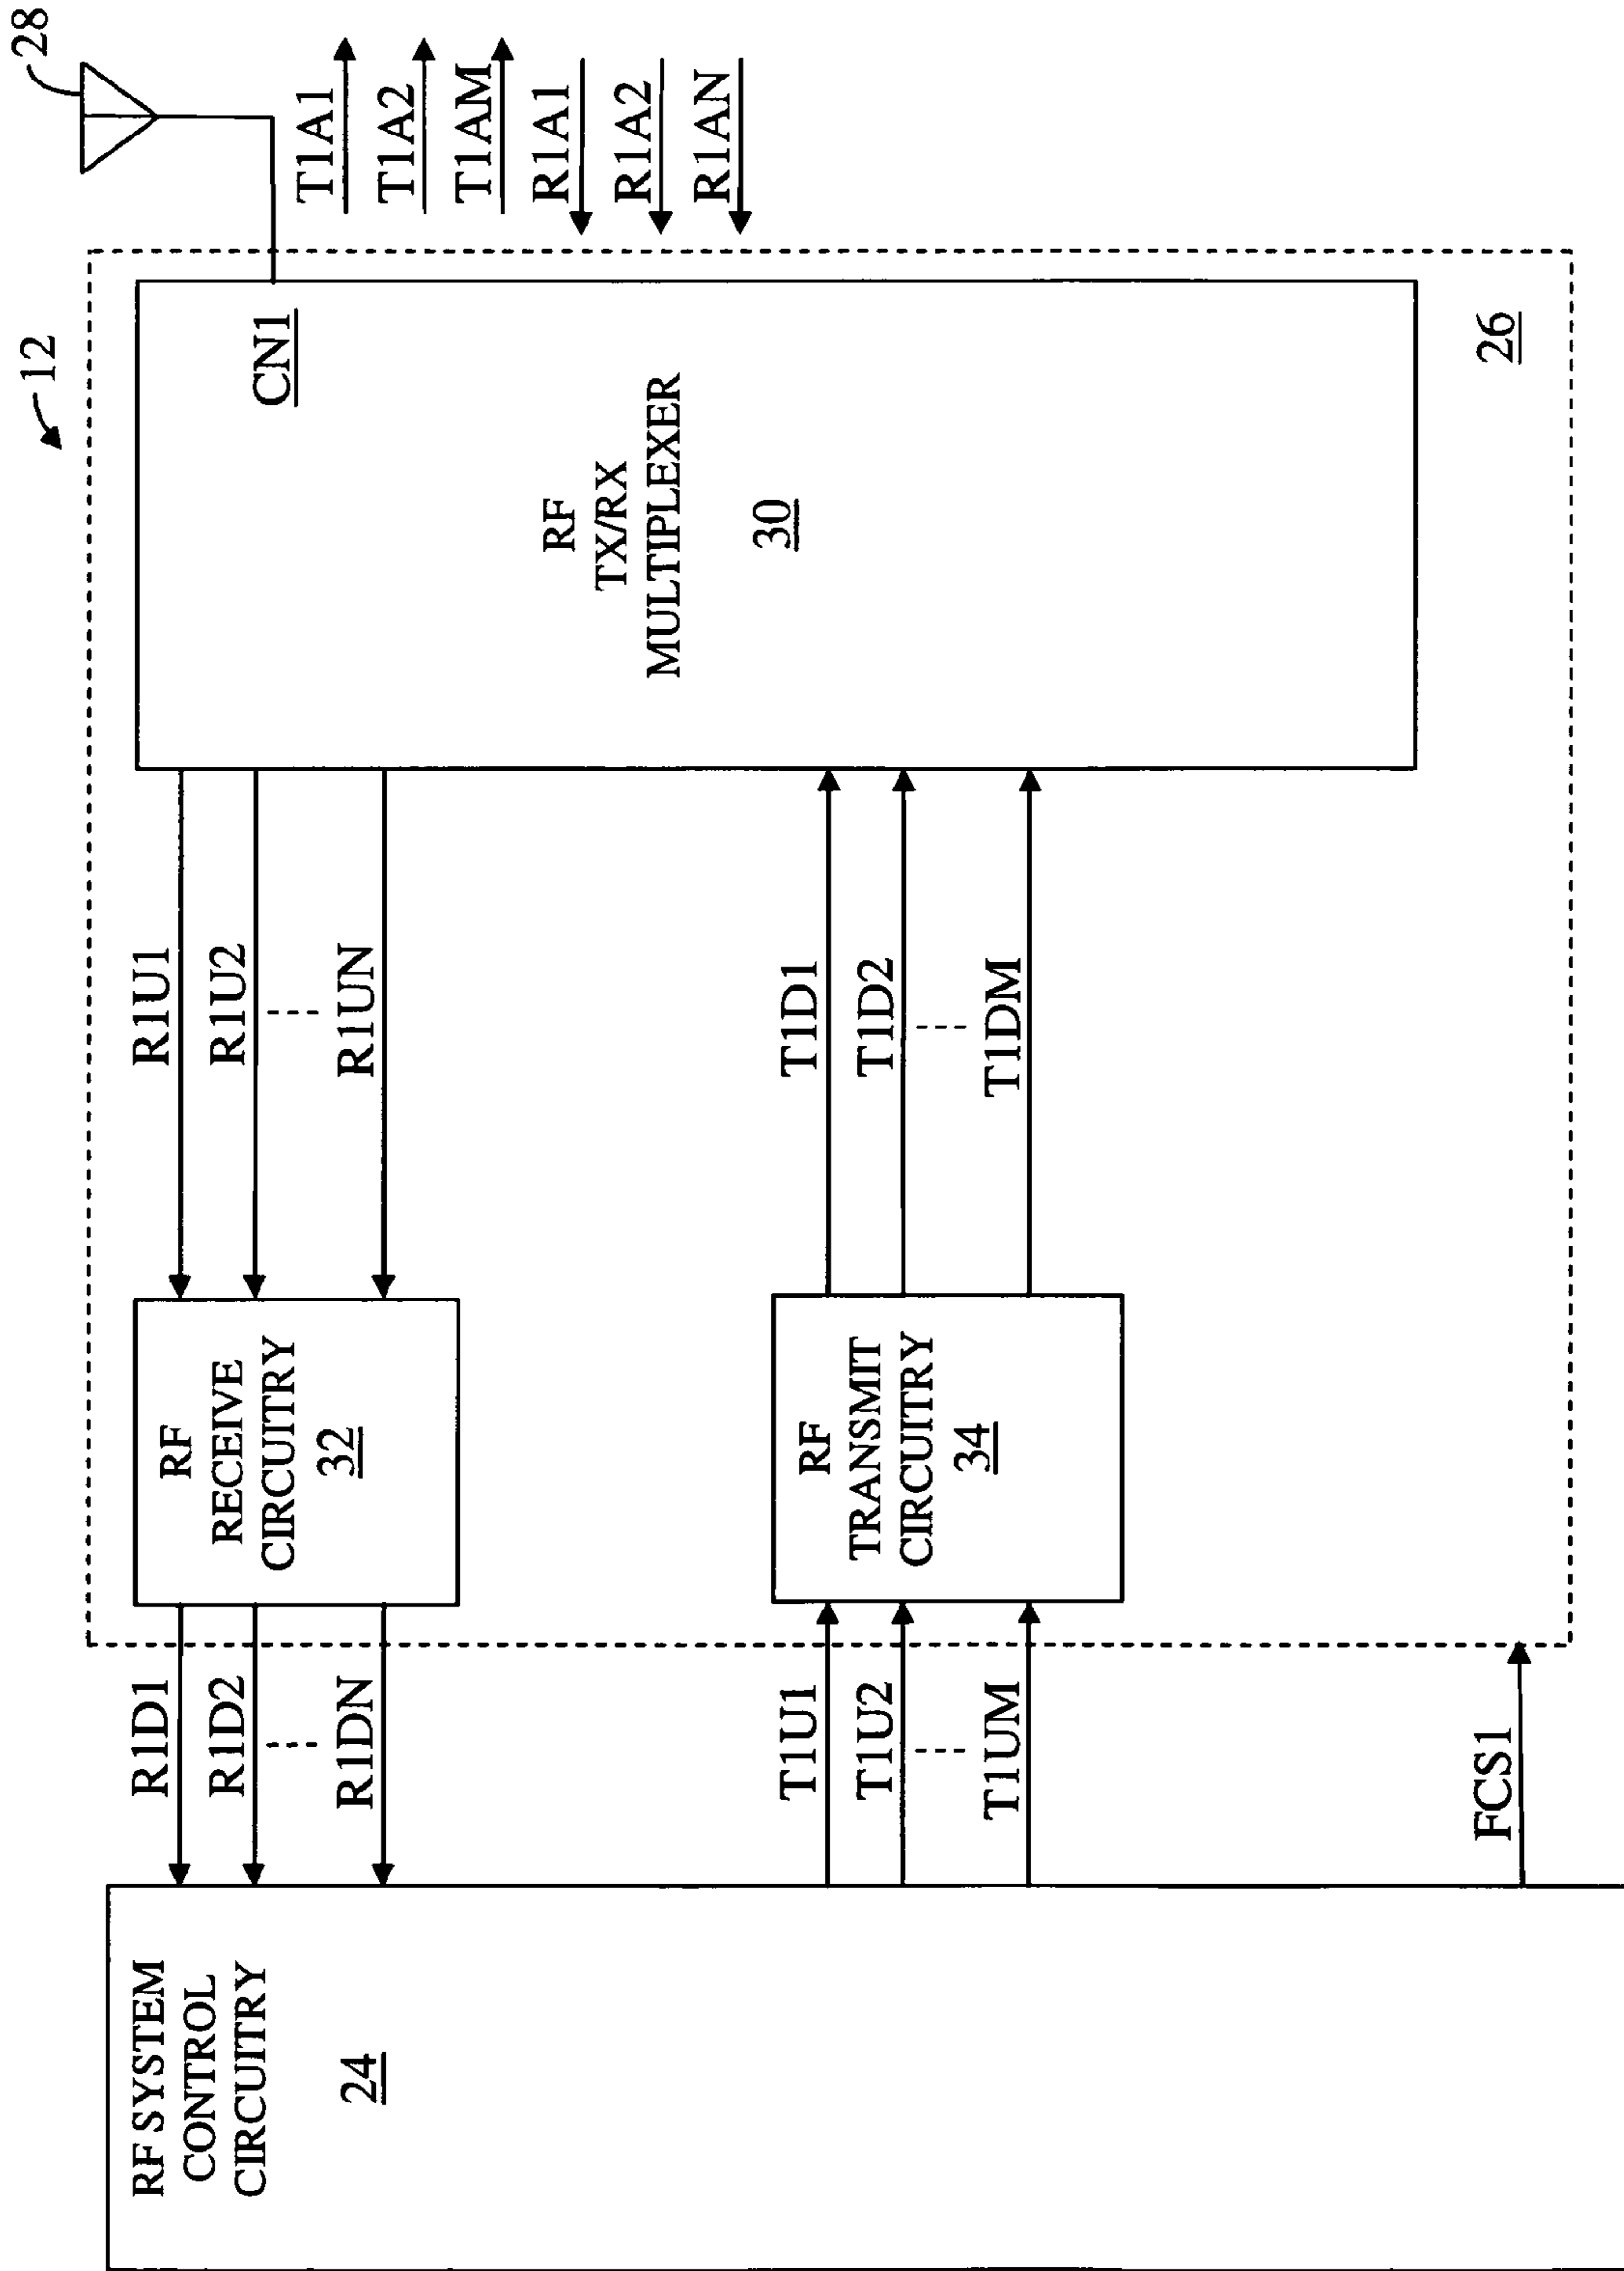 12
28
RF SYSTEM
CONTROL
CIRCUITRY
24
R1D1
R1D2
R1DN
T1U1
T1U2
T1UM
FCS1
RF
RECEIVE
CIRCUITRY
32
RF
TRANSMIT
CIRCUITRY
34
R1U1
R1U2
R1UN
T1D1
T1D2
T1DM
CN1
RF
TX/RX
MULTIPLEXER
30
26
T1A1
T1A2
T1AM
R1A1
R1A2
R1AN